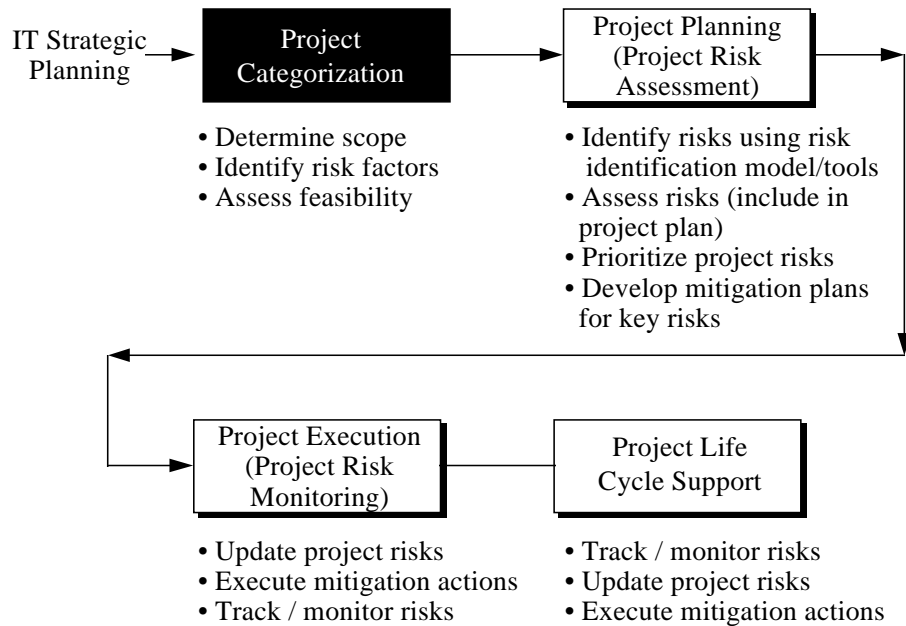 IT Strategic
Planning
Project
Categorization
Project Planning
(Project Risk
Assessment)
• Determine scope
• Identify risk factors
• Assess feasibility
• Identify risks using risk
identification model/tools
• Assess risks (include in
project plan)
• Prioritize project risks
• Develop mitigation plans
for key risks
Project Execution
(Project Risk
Monitoring)
Project Life
Cycle Support
• Update project risks
• Execute mitigation actions
• Track / monitor risks
• Track / monitor risks
• Update project risks
• Execute mitigation actions